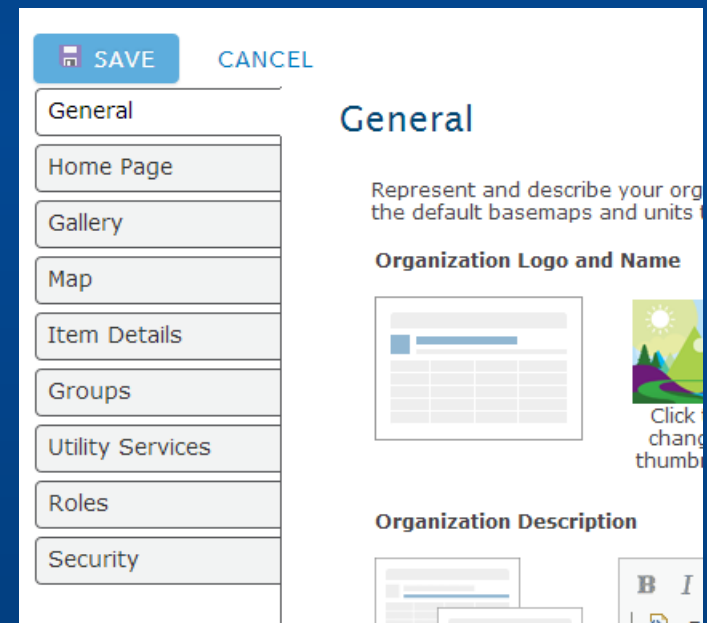 SAVE CANCEL
General
Home Page
Gallery
Map
Item Details
Groups
Utility Services
Roles
Security
General
Represent and describe your org
the default basemaps and units
Organization Logo and Name
Click
chang
thumbn
Organization Description
B I